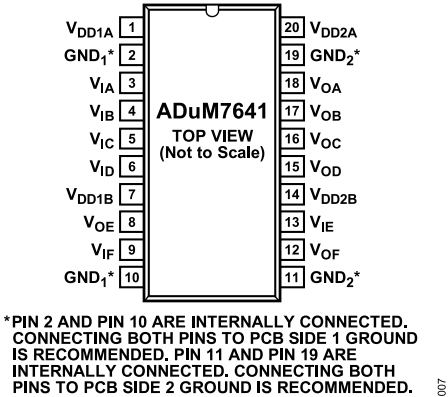 VDD1A 1 20 VDD2A
GND1* 2 19 GND2*
VIA 3 18 VOA
VIB 4 ADuM7641 17 VOB
TOP VIEW
VIC 5 (Not to Scale) 16 VOC
VID 6 15 VOD
VDD1B 7 14 VDD2B
VOE 8 13 VIE
VIF 9 12 VOF
GND1* 10 11 GND2*
*PIN 2 AND PIN 10 ARE INTERNALLY CONNECTED.
CONNECTING BOTH PINS TO PCB SIDE 1 GROUND
IS RECOMMENDED. PIN 11 AND PIN 19 ARE
INTERNALLY CONNECTED. CONNECTING BOTH
PINS TO PCB SIDE 2 GROUND IS RECOMMENDED.
007